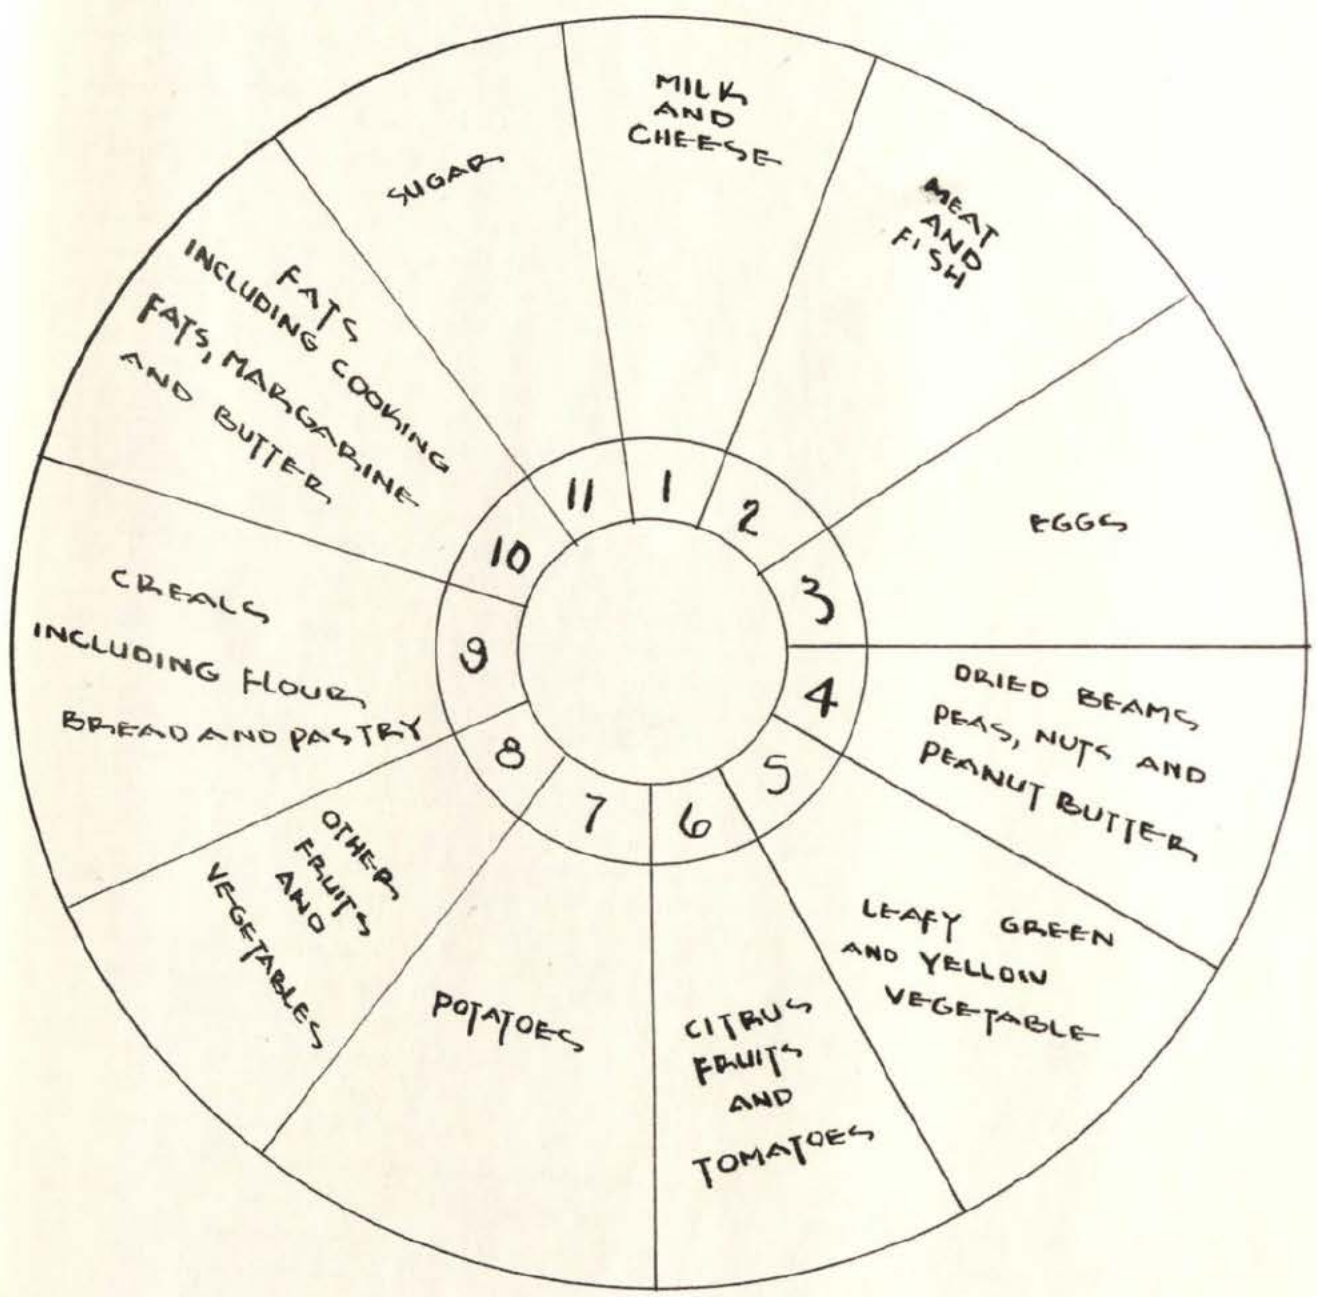 MILK
AND
CHEESE
1
MEAT
AND
FISH
2
EGGS
3
DRIED BEAMS
PEAS, NUTS AND
PEANUT BUTTER
4
LEAFY GREEN
AND YELLOW
VEGETABLE
5
CITRUS
FRUITS
AND
TOMATOES
6
POTATOES
7
OTHER
FRUITS
AND
VEGETABLES
8
CREALS
INCLUDING FLOUR
BREAD AND PASTRY
9
FATS
INCLUDING COOKING
FATS, MARGARINE
AND BUTTER
10
SUGAR
11